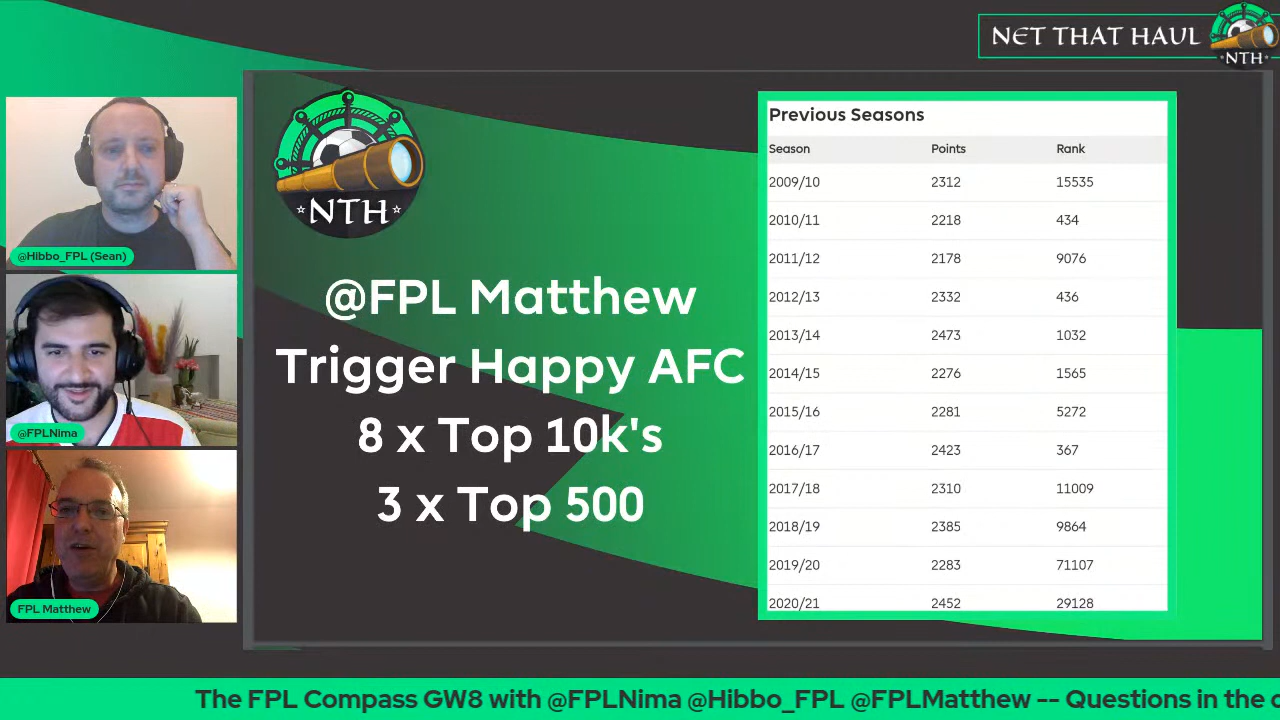 NET THAT HAUL
NTH
NTH
@FPL Matthew
Trigger Happy AFC
8 x Top 10k's
3 x Top 500
Previous Seasons
Season Points Rank
2009/10 2312 15535
2010/11 2218 434
2011/12 2178 9076
2012/13 2332 436
2013/14 2473 1032
2014/15 2276 1565
2015/16 2281 5272
2016/17 2423 367
2017/18 2310 11009
2018/19 2385 9864
2019/20 2283 71107
2020/21 2452 29128
@Hibbo_FPL (Sean)
@FPLNima
FPL Matthew
The FPL Compass GW8 with @FPLNima @Hibbo_FPL @FPLMatthew -- Questions in the